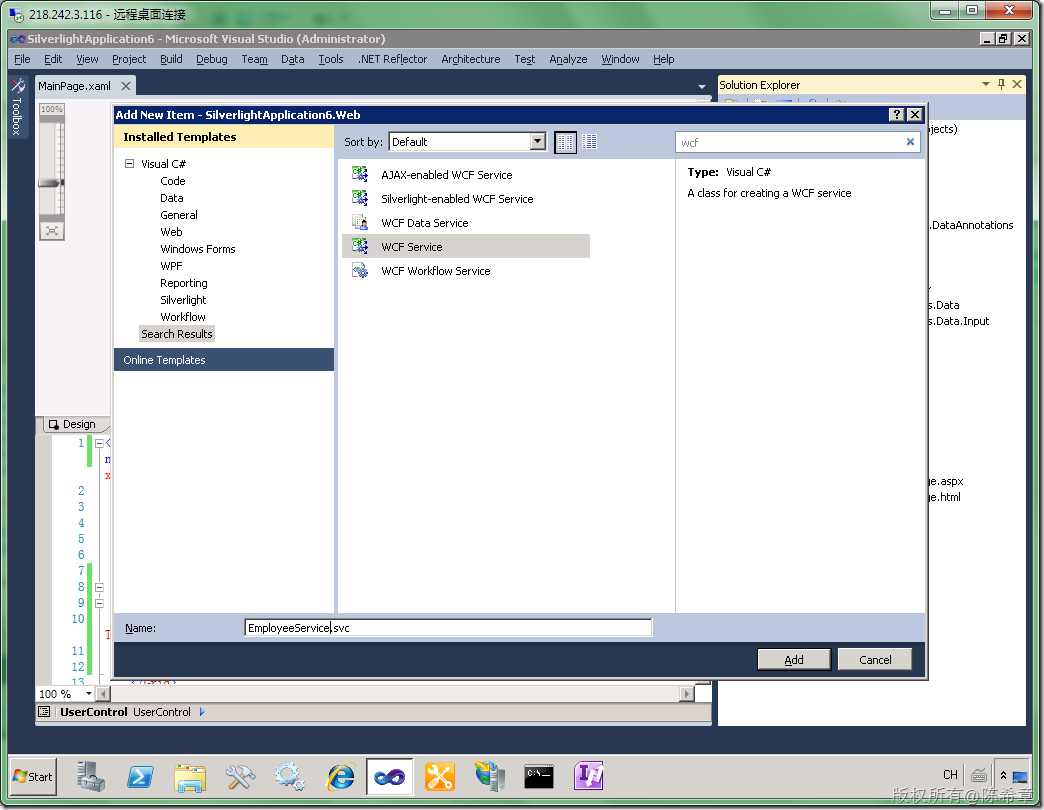 218.242.3.116 - 远程桌面连接
SilverlightApplication6 - Microsoft Visual Studio (Administrator)
File Edit View Project Build Debug Team Data Tools .NET Reflector Architecture Test Analyze Window Help
Toolbox
MainPage.xaml
Solution Explorer
100%
Add New Item - SilverlightApplication6.Web
Installed Templates
Sort by: Default
wcf
Visual C#
Code
Data
General
Web
Windows Forms
WPF
Reporting
Silverlight
Workflow
Search Results
Online Templates
AJAX-enabled WCF Service
Silverlight-enabled WCF Service
WCF Data Service
WCF Service
WCF Workflow Service
Type: Visual C#
A class for creating a WCF service
jects)
.DataAnnotations
s.Data
s.Data.Input
ge.aspx
ge.html
Design
1
2
3
4
5
6
7
8
9
10
11
12
13
Name: EmployeeService.svc
Add Cancel
100 %
UserControl UserControl
Start
CH
版权所有@陈希章